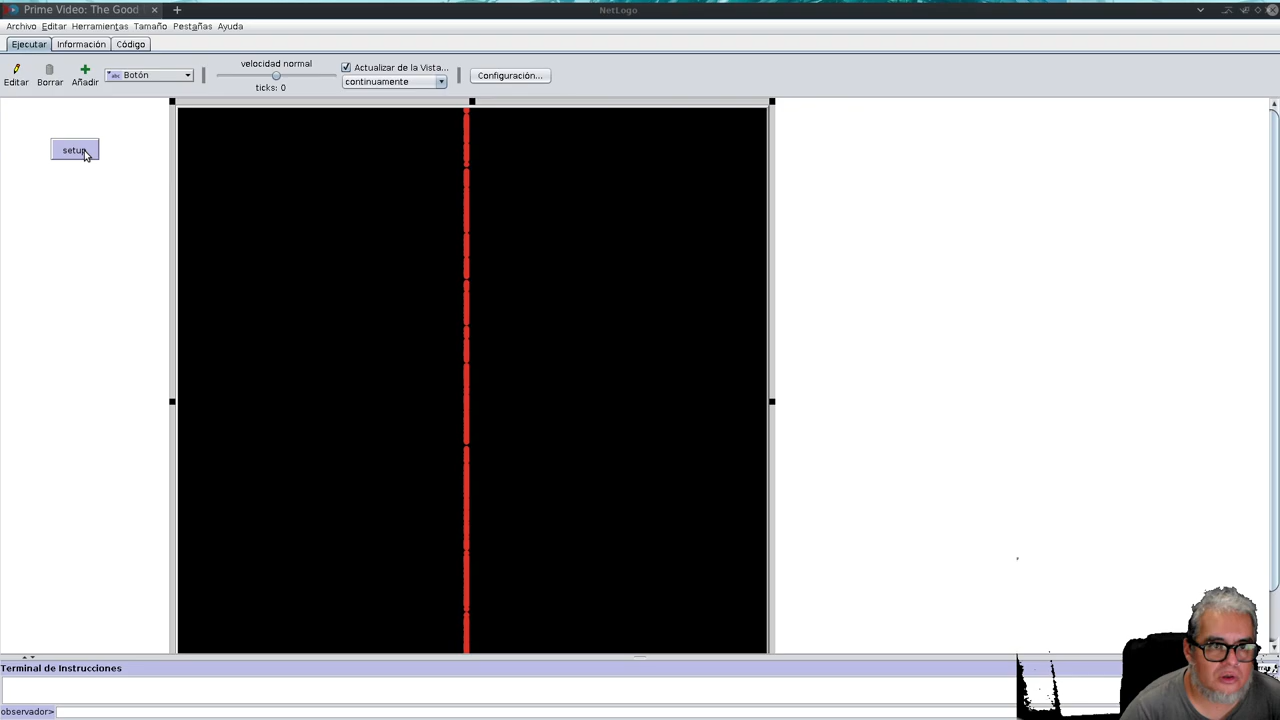 Prime Video: The Good
NetLogo
Archivo Editar Herramientas Tamaño Pestañas Ayuda
Ejecutar Información Código
Editar Borrar Añadir Botón velocidad normal ticks: 0 Actualizar de la Vista... continuamente Configuración...
setup
Terminal de Instrucciones
observador>